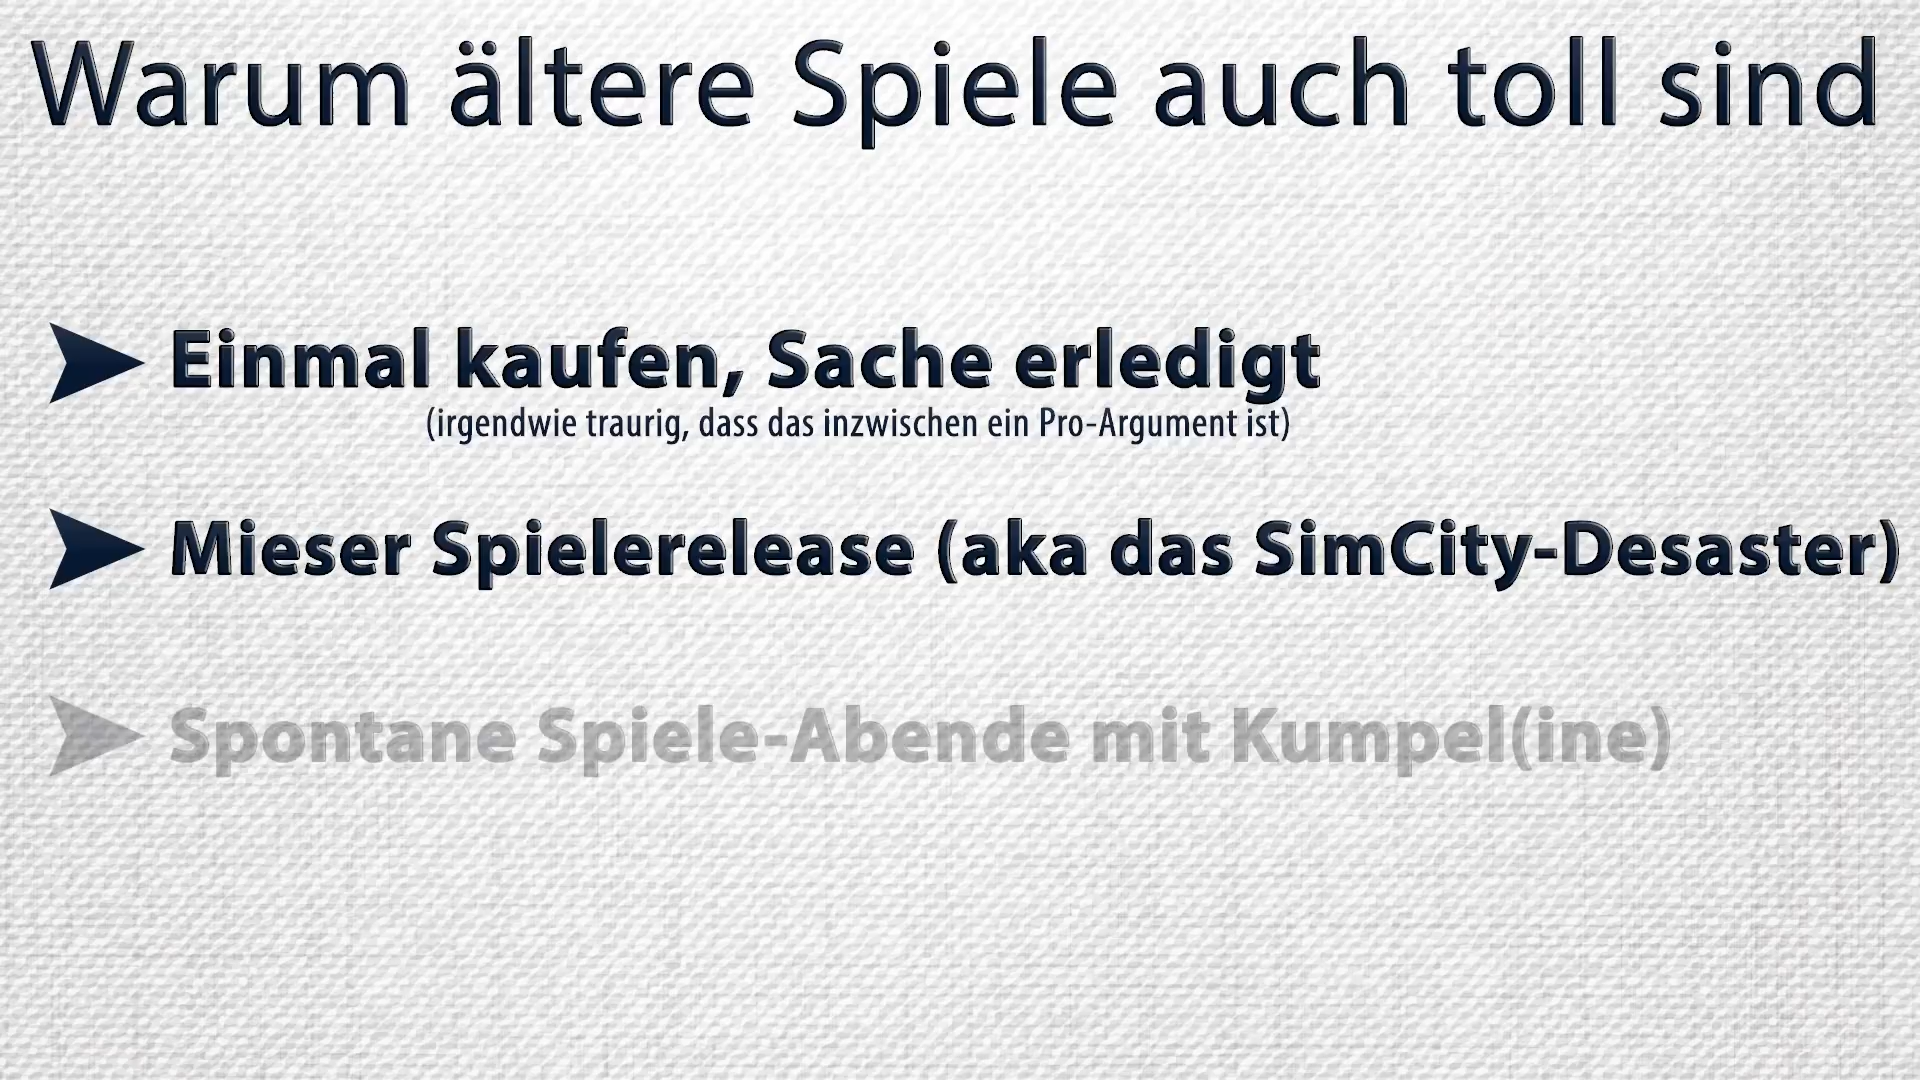 Warum ältere Spiele auch toll sind
Einmal kaufen, Sache erledigt
(irgendwie traurig, dass das inzwischen ein Pro-Argument ist)
Mieser Spielerelease (aka das SimCity-Desaster)
Spontane Spiele-Abende mit Kumpel(ine)